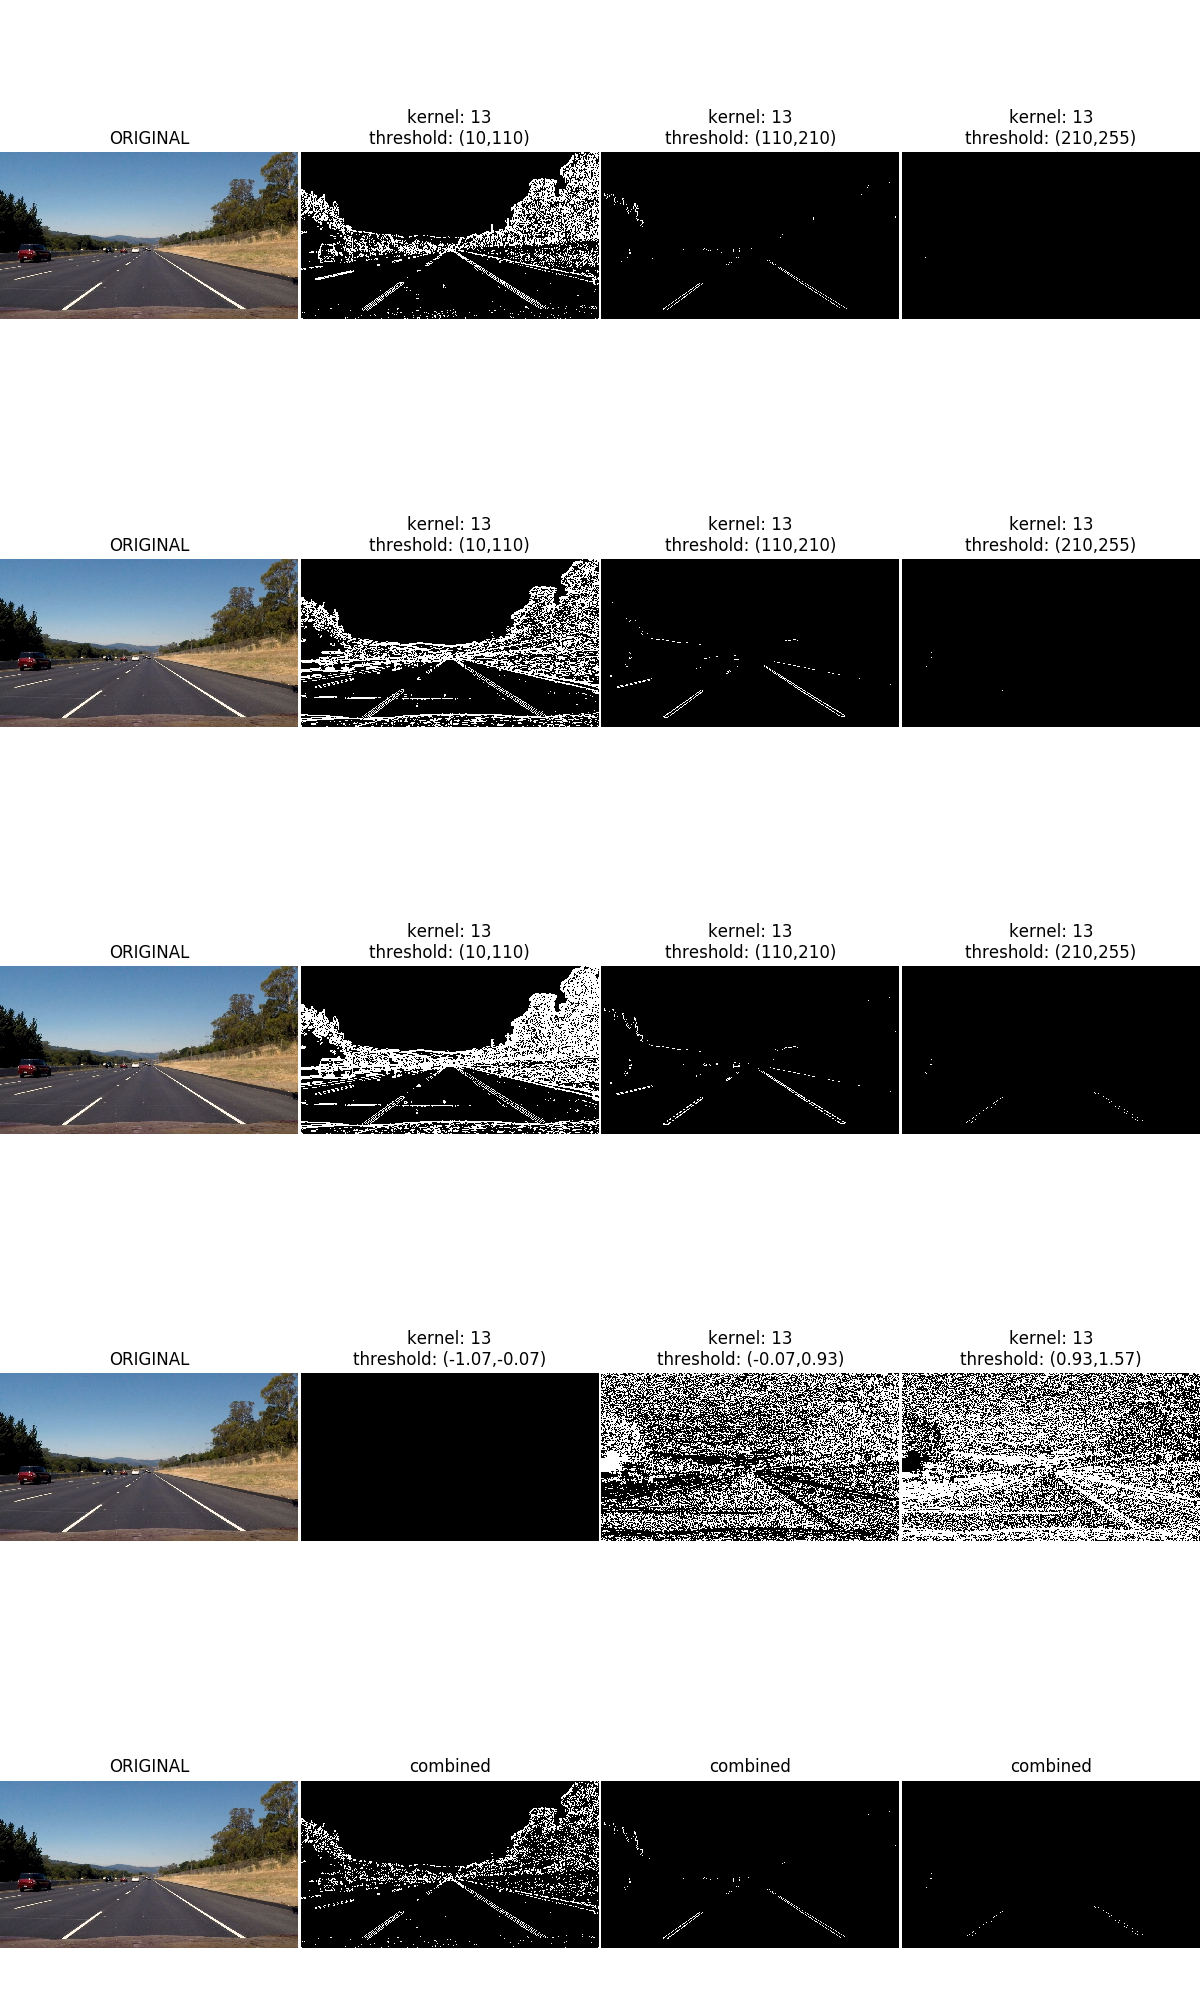 ORIGINAL
kernel: 13
threshold: (10,110)
kernel: 13
threshold: (110,210)
kernel: 13
threshold: (210,255)
ORIGINAL
kernel: 13
threshold: (10,110)
kernel: 13
threshold: (110,210)
kernel: 13
threshold: (210,255)
ORIGINAL
kernel: 13
threshold: (10,110)
kernel: 13
threshold: (110,210)
kernel: 13
threshold: (210,255)
ORIGINAL
kernel: 13
threshold: (-1.07,-0.07)
kernel: 13
threshold: (-0.07,0.93)
kernel: 13
threshold: (0.93,1.57)
ORIGINAL
combined
combined
combined